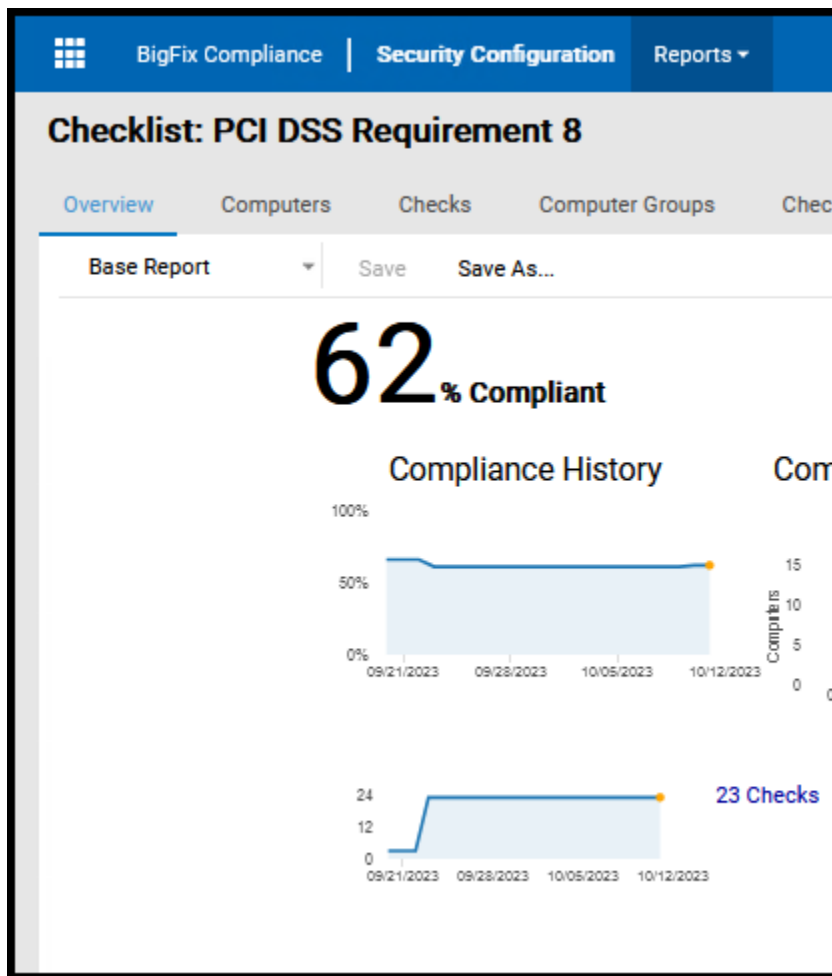 BigFix Compliance | Security Configuration Reports
Checklist: PCI DSS Requirement 8
Overview Computers Checks Computer Groups Chec
Base Report Save Save As...
62% Compliant
Compliance History Com
100%
50%
0%
09/21/2023 09/28/2023 10/05/2023 10/12/2023
15
10
5
0
Computers
24
12
0
09/21/2023 09/28/2023 10/05/2023 10/12/2023
23 Checks